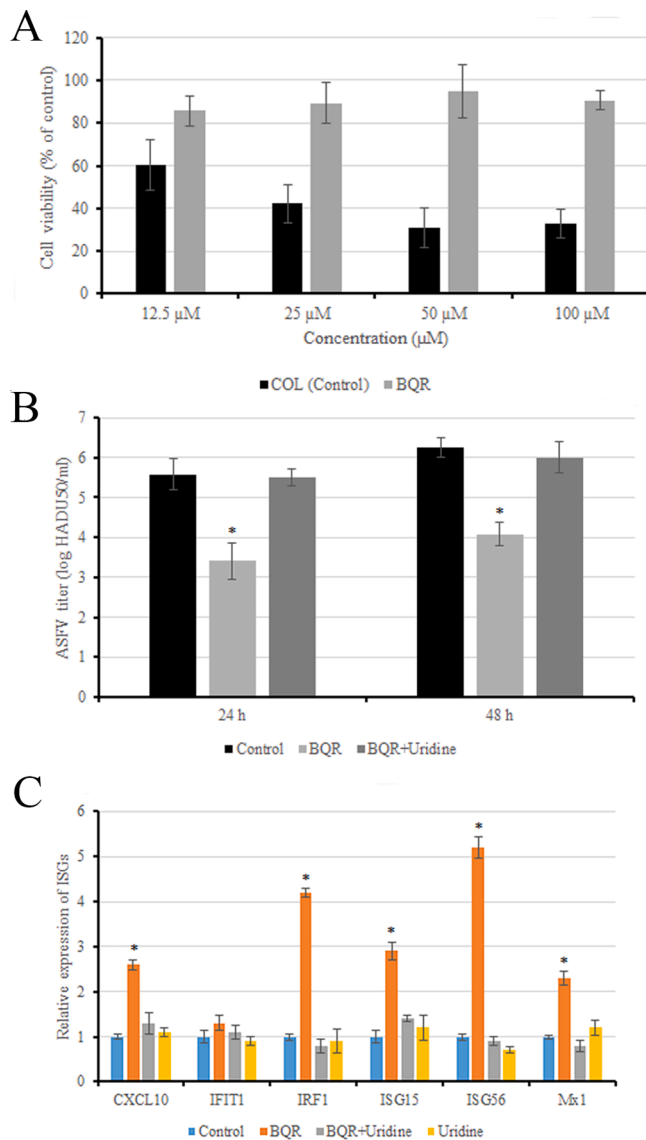 A
Cell viability (% of control)
120
100
80
60
40
20
0
12.5 µM 25 µM 50 µM 100 µM
Concentration (µM)
COL (Control) BQR
B
ASFV titer (log HADU50/ml)
7
6
5
4
3
2
1
0
* *
24 h 48 h
Control BQR BQR+Uridine
C
Relative expression of ISGs
6
5
4
3
2
1
0
* * * * *
CXCL10 IFIT1 IRF1 ISG15 ISG56 Mx1
Control BQR BQR+Uridine Uridine